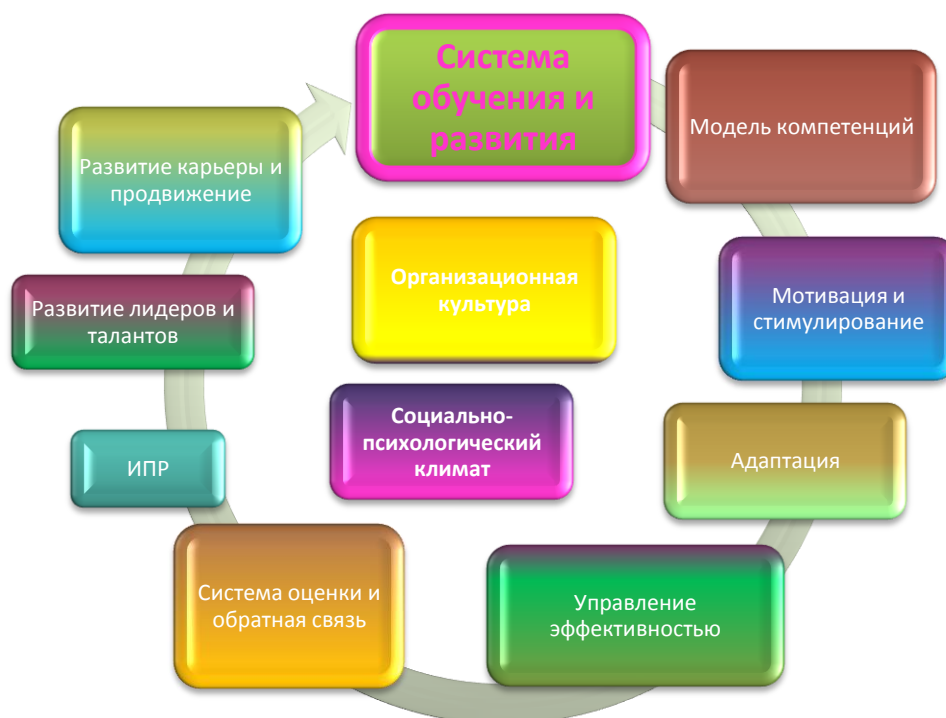 Система
обучения и
развития
Модель компетенций
Развитие карьеры и
продвижение
Организационная
культура
Мотивация и
стимулирование
Развитие лидеров и
талантов
Социально-
психологический
климат
Адаптация
ИПР
Система оценки и
обратная связь
Управление
эффективностью